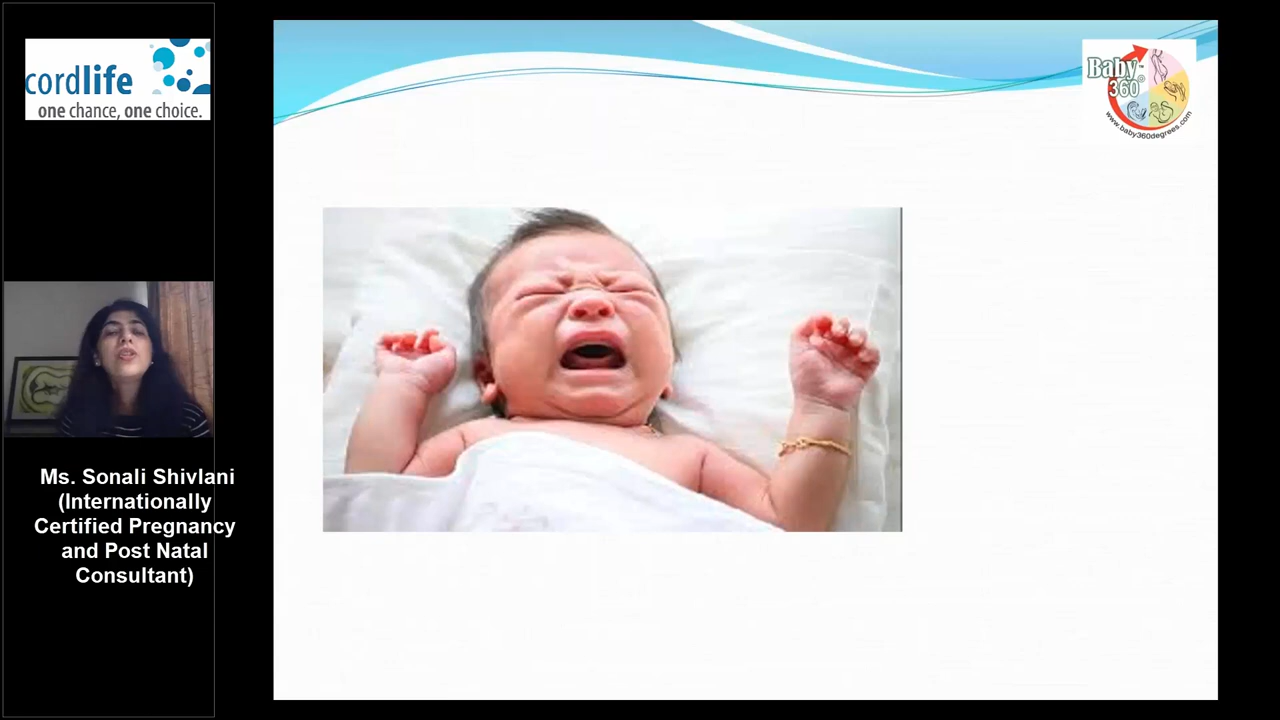 cordlife
one chance, one choice.
Ms. Sonali Shivlani
(Internationally
Certified Pregnancy
and Post Natal
Consultant)
Baby
360°
www.baby360degrees.com